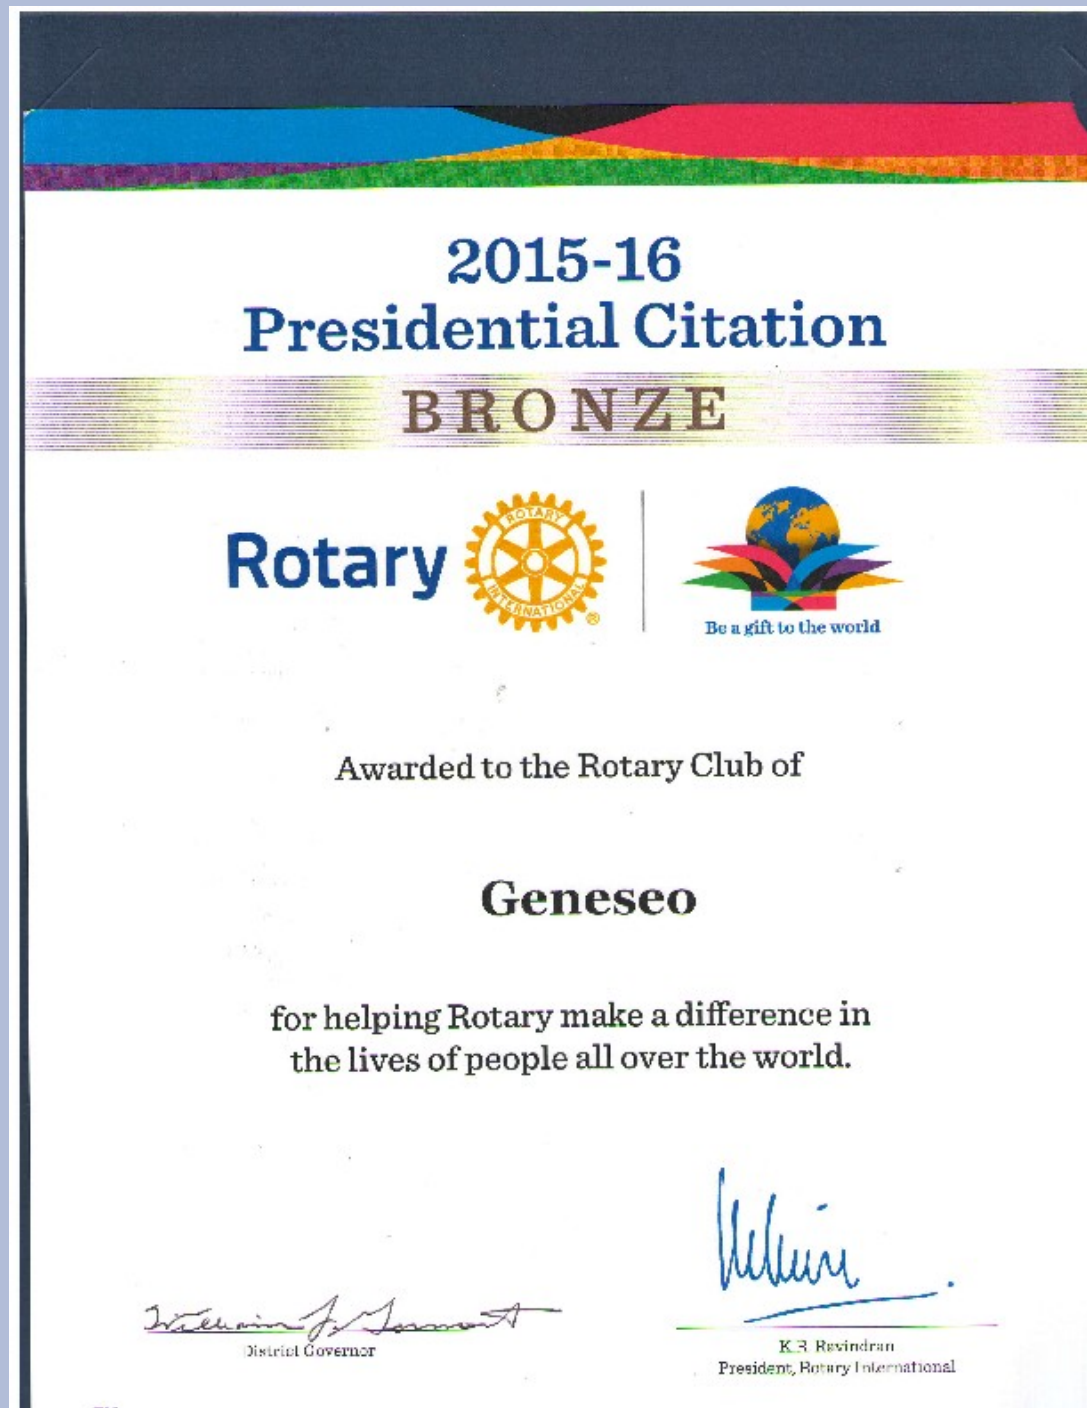 2015-16
Presidential Citation
BRONZE
Rotary
ROTARY
INTERNATIONAL
®
Be a gift to the world
Awarded to the Rotary Club of
Geneseo
for helping Rotary make a difference in
the lives of people all over the world.
William J.
District Governor
K.R. Ravindran
President, Rotary International